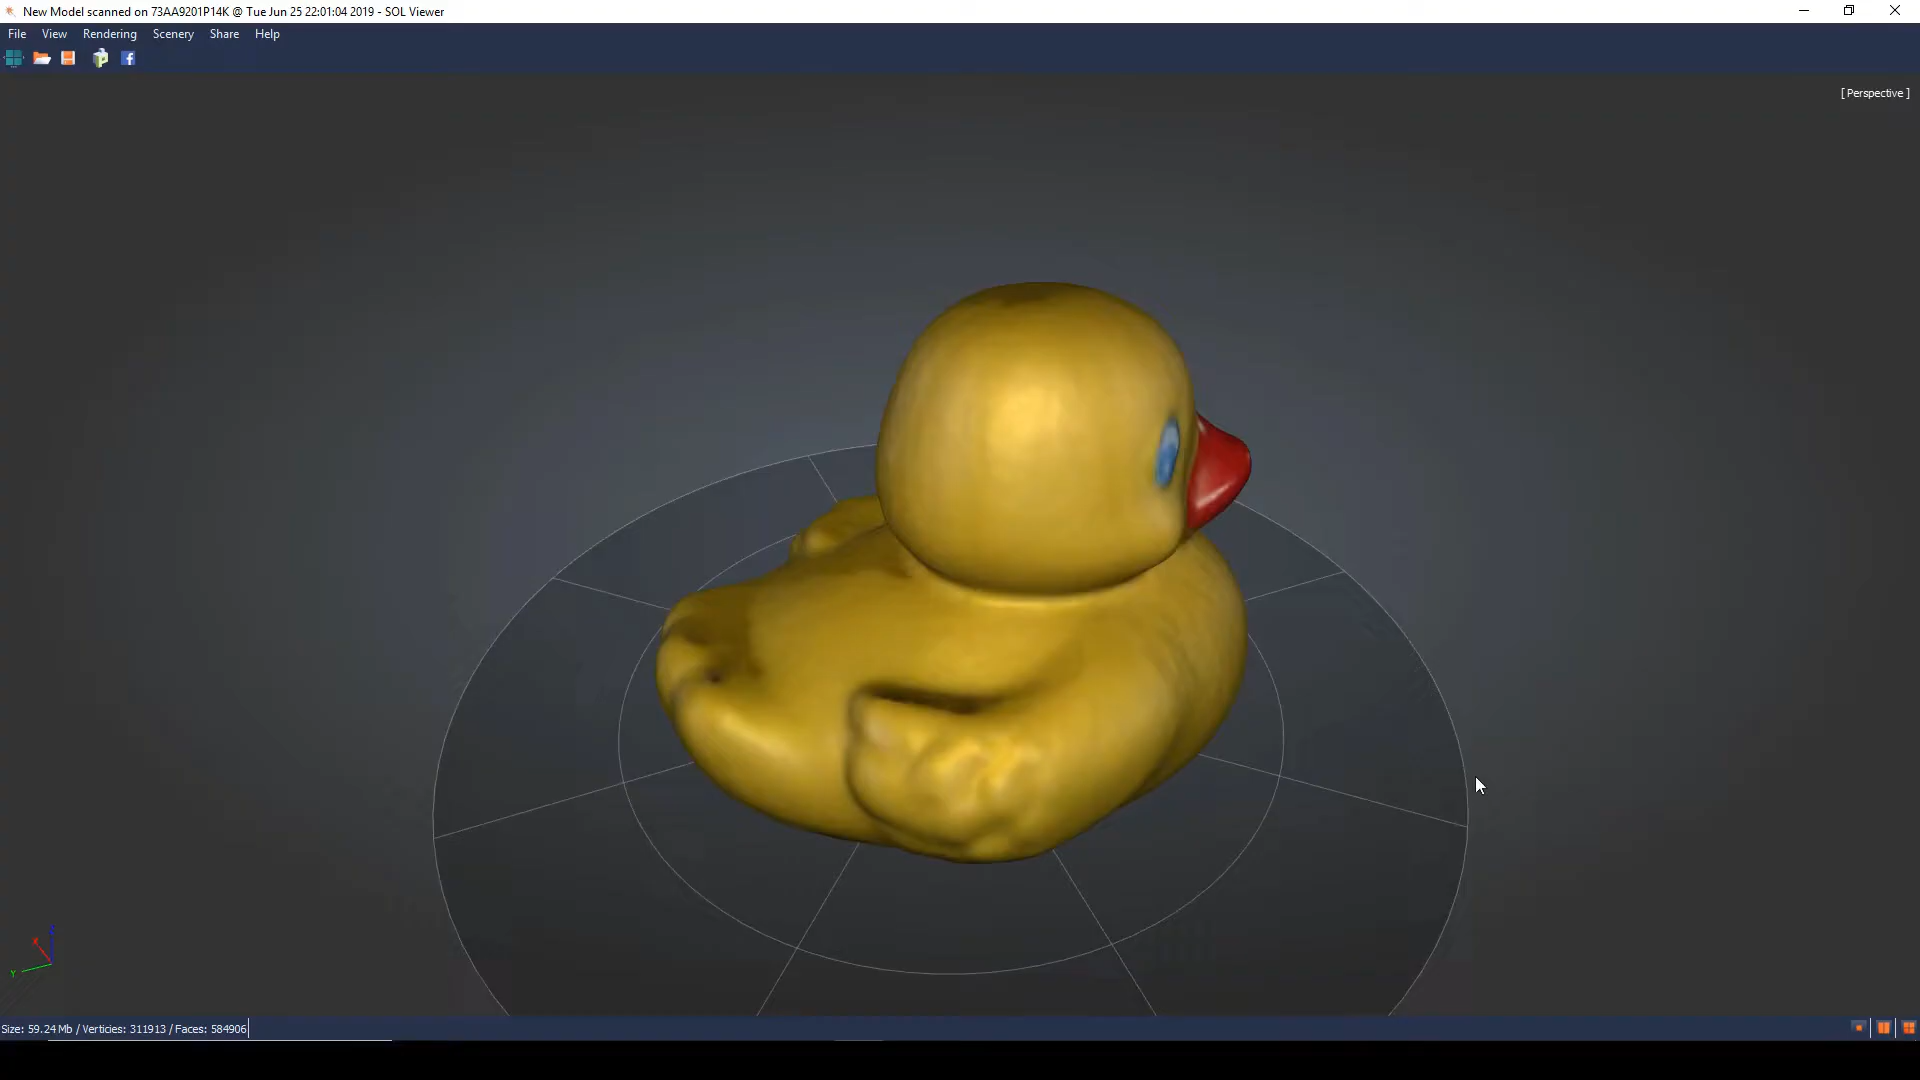 New Model scanned on 73AA9201P14K @ Tue Jun 25 22:01:04 2019 - SOL Viewer
File View Rendering Scenery Share Help
[ Perspective ]
Z
X
Y
Size: 59.24 Mb / Verticies: 311913 / Faces: 584906